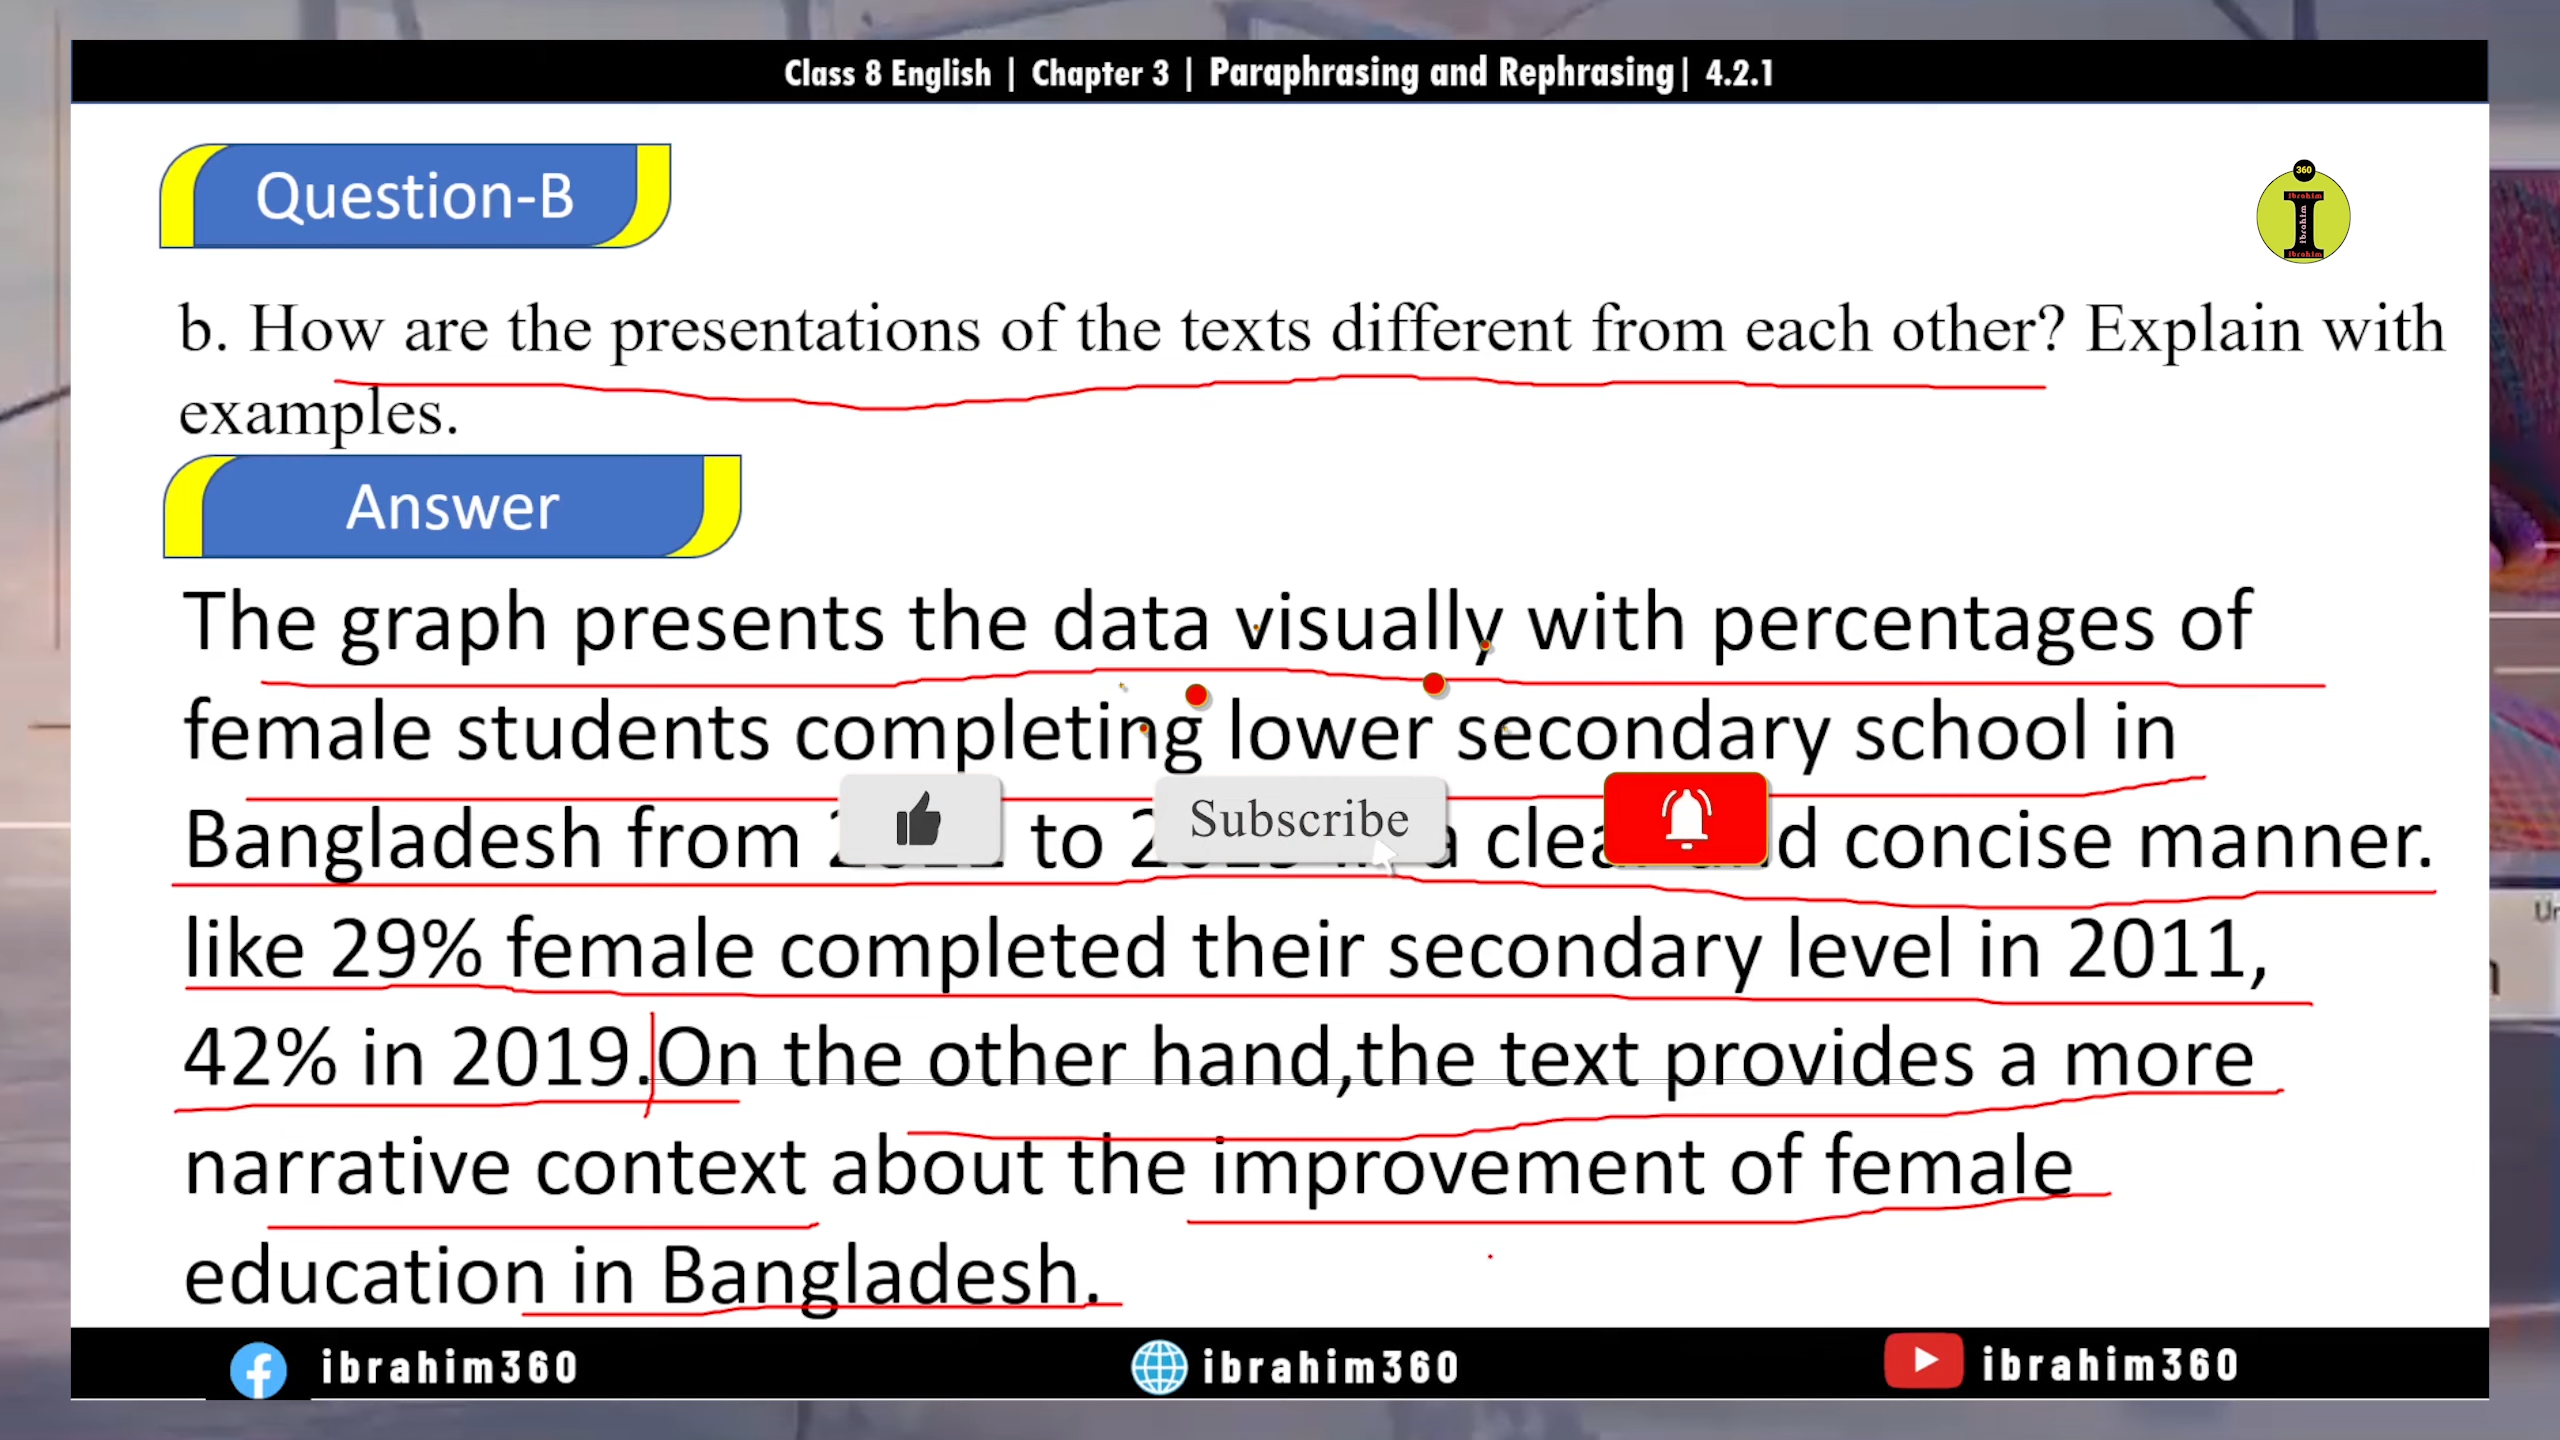 Class 8 English | Chapter 3 | Paraphrasing and Rephrasing| 4.2.1
Question-B
360
ibrahim
ibrahim
ibrahim
b. How are the presentations of the texts different from each other? Explain with
examples.
Answer
The graph presents the data visually with percentages of
female students completing lower secondary school in
Bangladesh from to a concise manner.
Subscribe
like 29% female completed their secondary level in 2011,
42% in 2019.On the other hand,the text provides a more
narrative context about the improvement of female
education in Bangladesh.
ibrahim360
ibrahim360
ibrahim360